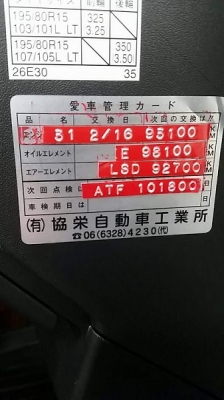 195/80R15 325
103/101L LT 3.25
195/80R15 350
107/105L LT 3.50
26E30 35
愛車管理カード
品名 交換日 次回の交換は
31 2/16 95100 KM
オイルエレメント E 98100 KM
エアーエレメント LSD 92700 KM
次回点検は ATF 101800
車検期日は
(有)協栄自動車工業所
☎06(6328)4230(代)